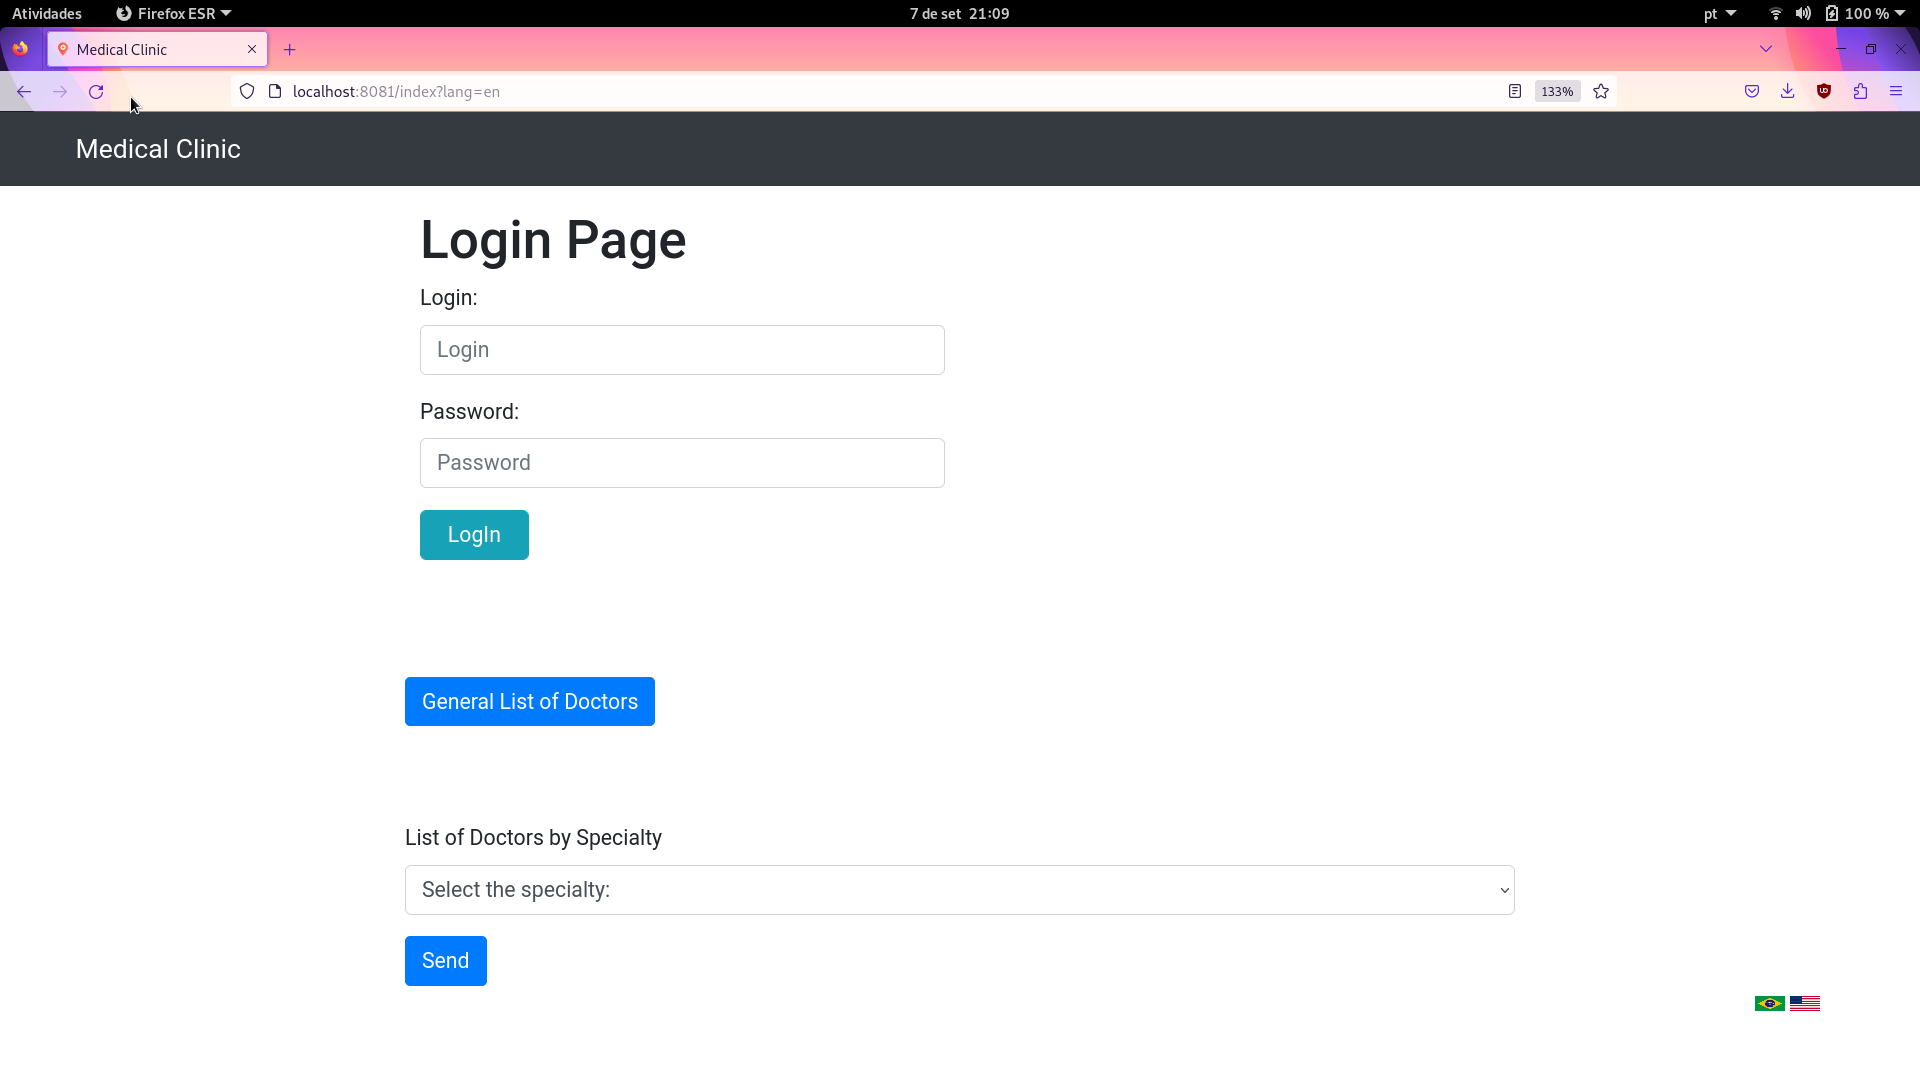 Atividades Firefox ESR 7 de set 21:09 pt 100 %
Medical Clinic
localhost:8081/index?lang=en 133%
Medical Clinic
Login Page
Login:
Login
Password:
Password
LogIn
General List of Doctors
List of Doctors by Specialty
Select the specialty:
Send